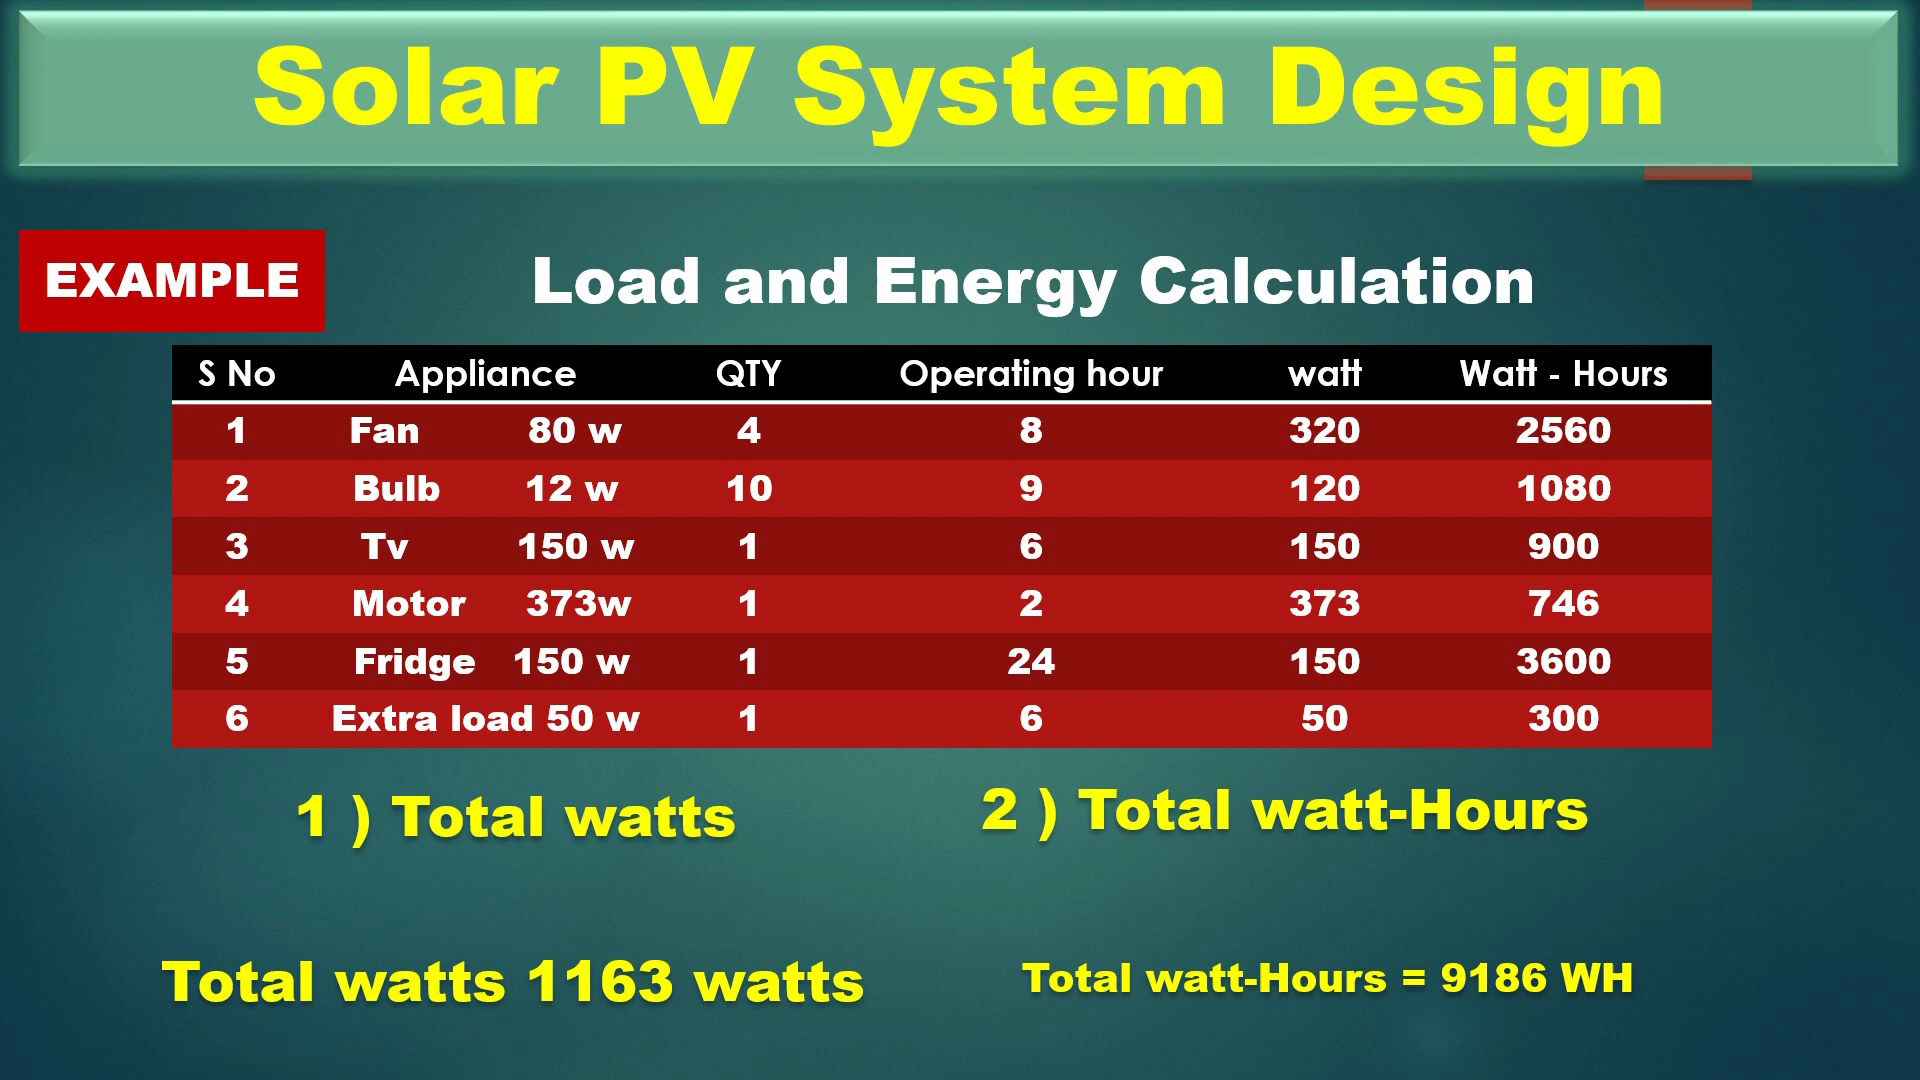 Solar PV System Design
EXAMPLE
Load and Energy Calculation
S No Appliance QTY Operating hour watt Watt - Hours
1 Fan 80 w 4 8 320 2560
2 Bulb 12 w 10 9 120 1080
3 Tv 150 w 1 6 150 900
4 Motor 373w 1 2 373 746
5 Fridge 150 w 1 24 150 3600
6 Extra load 50 w 1 6 50 300
1 ) Total watts
2 ) Total watt-Hours
Total watts 1163 watts
Total watt-Hours = 9186 WH